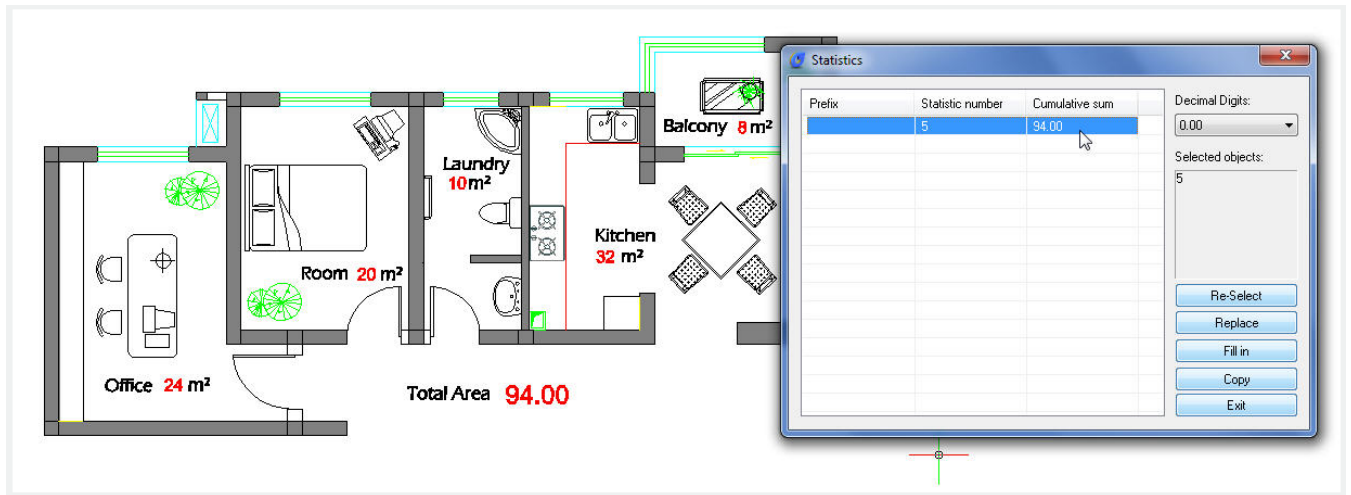 Balcony 8 m²
Laundry
10m²
Kitchen
32 m²
Room 20 m²
Office 24 m²
Total Area 94.00
Statistics
Prefix Statistic number Cumulative sum
5 94.00
Decimal Digits:
0.00
Selected objects:
5
Re-Select
Replace
Fill in
Copy
Exit